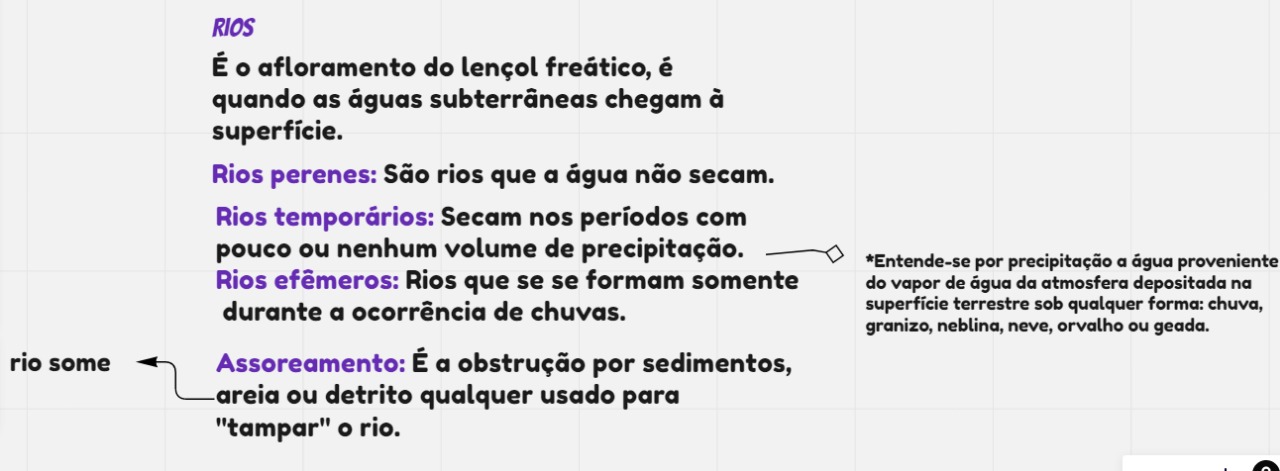 RIOS
É o afloramento do lençol freático, é
quando as águas subterrâneas chegam à
superfície.
Rios perenes: São rios que a água não secam.
Rios temporários: Secam nos períodos com
pouco ou nenhum volume de precipitação.
Rios efêmeros: Rios que se se formam somente
durante a ocorrência de chuvas.
*Entende-se por precipitação a água proveniente
do vapor de água da atmosfera depositada na
superfície terrestre sob qualquer forma: chuva,
granizo, neblina, neve, orvalho ou geada.
rio some
Assoreamento: É a obstrução por sedimentos,
areia ou detrito qualquer usado para
"tampar" o rio.